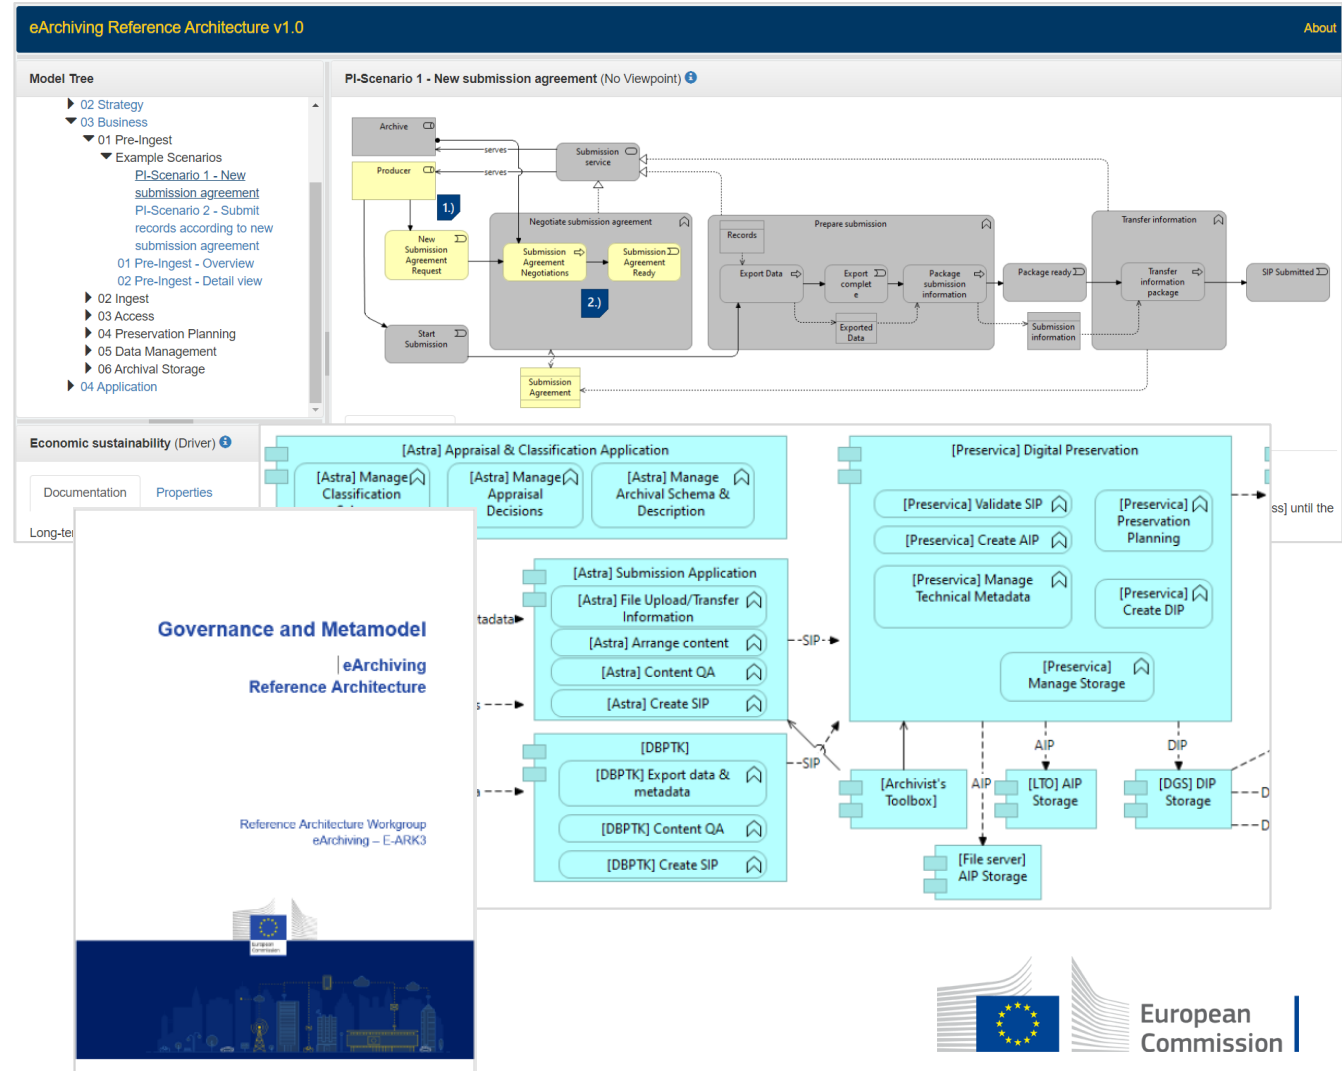 eArchiving Reference Architecture v1.0
About
Model Tree
02 Strategy
03 Business
01 Pre-Ingest
Example Scenarios
PI-Scenario 1 - New
submission agreement
PI-Scenario 2 - Submit
records according to new
submission agreement
01 Pre-Ingest - Overview
02 Pre-Ingest - Detail view
02 Ingest
03 Access
04 Preservation Planning
05 Data Management
06 Archival Storage
04 Application
PI-Scenario 1 - New submission agreement (No Viewpoint)
Archive
Producer
serves
serves
Submission
service
1.)
New
Submission
Agreement
Request
Negotiate submission agreement
Submission
Agreement
Negotiations
Submission
Agreement
Ready
2.)
Start
Submission
Submission
Agreement
Prepare submission
Records
Export Data
Export
complet
e
Package
submission
information
Exported
Data
Package ready
Submission
information
Transfer information
Transfer
information
package
SIP Submitted
Economic sustainability (Driver)
Documentation
Properties
Long-te
ss] until the
[Astra] Appraisal & Classification Application
[Astra] Manage
Classification
[Astra] Manage
Appraisal
Decisions
[Astra] Manage
Archival Schema &
Description
[Astra] Submission Application
[Astra] File Upload/Transfer
Information
[Astra] Arrange content
[Astra] Content QA
[Astra] Create SIP
tadata
s
a
[DBPTK]
[DBPTK] Export data &
metadata
[DBPTK] Content QA
[DBPTK] Create SIP
SIP
SIP
[Preservica] Digital Preservation
[Preservica] Validate SIP
[Preservica] Create AIP
[Preservica] Manage
Technical Metadata
[Preservica]
Preservation
Planning
[Preservica]
Create DIP
[Preservica]
Manage Storage
AIP
AIP
DIP
[Archivist's
Toolbox]
[LTO] AIP
Storage
[DGS] DIP
Storage
D
D
[File server]
AIP Storage
Governance and Metamodel
eArchiving
Reference Architecture
Reference Architecture Workgroup
eArchiving – E-ARK3
European
Commission
European
Commission